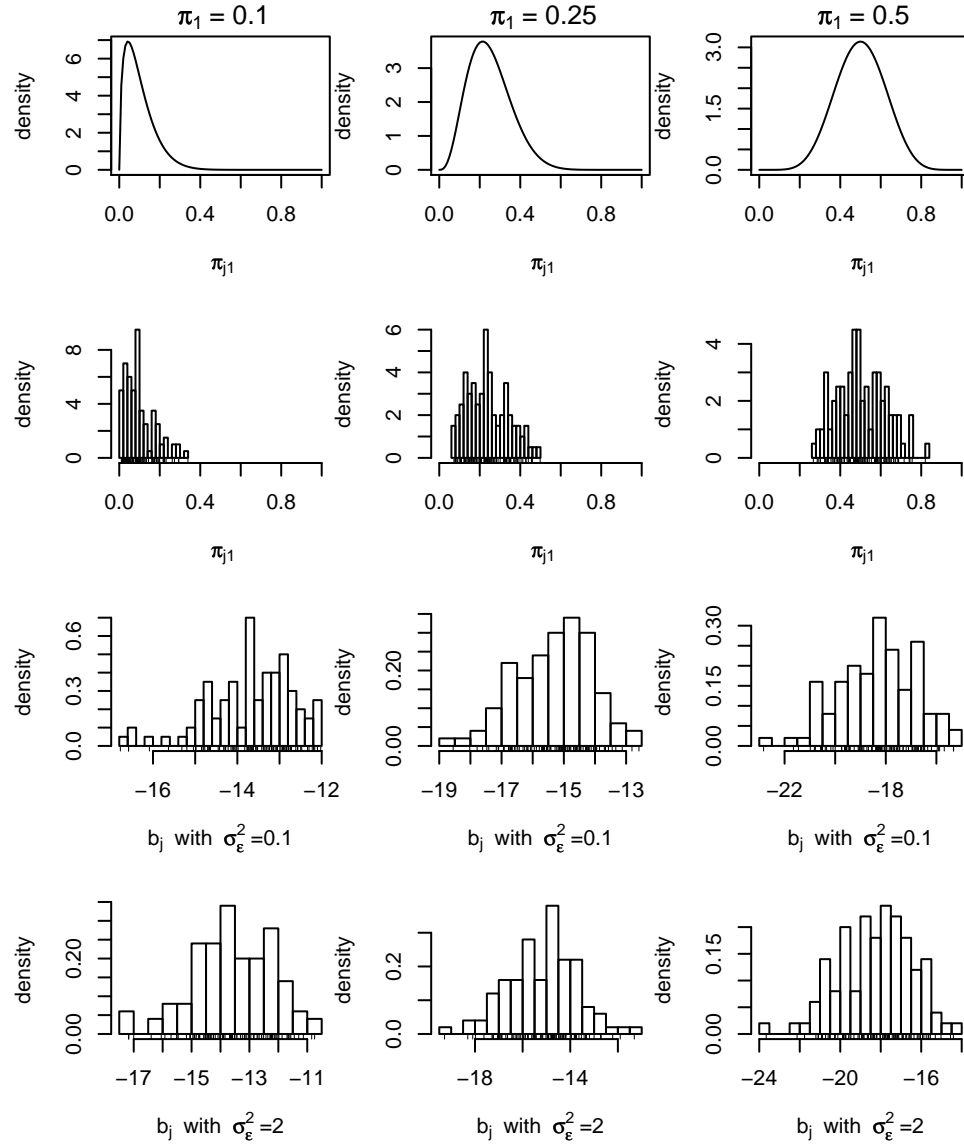 π₁ = 0.1 π₁ = 0.25 π₁ = 0.5
density 0 2 4 6
density 0 1 2 3
density 0.0 1.5 3.0
0.0 0.4 0.8
0.0 0.4 0.8
0.0 0.4 0.8
πj1 πj1 πj1
density 0 4 8
density 0 2 4 6
density 0 2 4
0.0 0.4 0.8
0.0 0.4 0.8
0.0 0.4 0.8
πj1 πj1 πj1
density 0.0 0.3 0.6
density 0.00 0.20
density 0.00 0.15 0.30
−16 −14 −12
−19 −17 −15 −13
−22 −18
bj with σε² =0.1 bj with σε² =0.1 bj with σε² =0.1
density 0.00 0.20
density 0.0 0.2
density 0.00 0.15
−17 −15 −13 −11
−18 −14
−24 −20 −16
bj with σε² =2 bj with σε² =2 bj with σε² =2